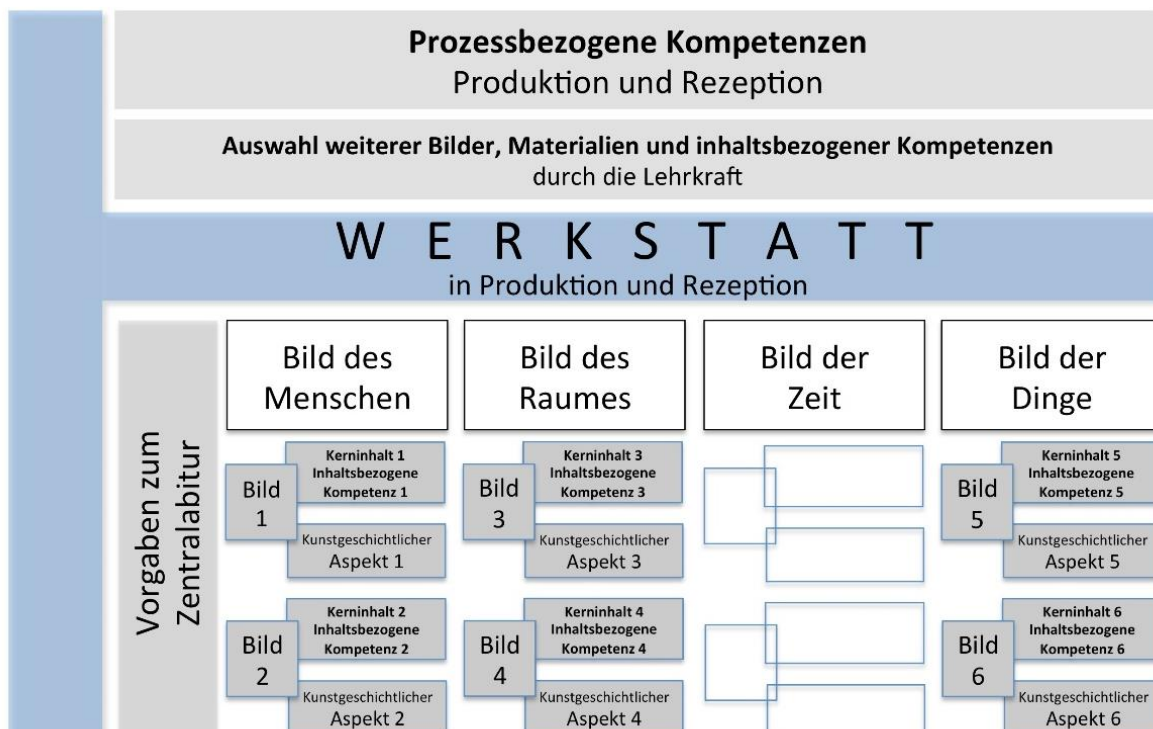 Prozessbezogene Kompetenzen
Produktion und Rezeption
Auswahl weiterer Bilder, Materialien und inhaltsbezogener Kompetenzen
durch die Lehrkraft
W E R K S T A T T
in Produktion und Rezeption
Vorgaben zum
Zentralabitur
Bild des
Menschen
Bild des
Raumes
Bild der
Zeit
Bild der
Dinge
Bild
1
Kerninhalt 1
Inhaltsbezogene
Kompetenz 1
Kunstgeschichtlicher
Aspekt 1
Bild
3
Kerninhalt 3
Inhaltsbezogene
Kompetenz 3
Kunstgeschichtlicher
Aspekt 3
Bild
5
Kerninhalt 5
Inhaltsbezogene
Kompetenz 5
Kunstgeschichtlicher
Aspekt 5
Bild
2
Kerninhalt 2
Inhaltsbezogene
Kompetenz 2
Kunstgeschichtlicher
Aspekt 2
Bild
4
Kerninhalt 4
Inhaltsbezogene
Kompetenz 4
Kunstgeschichtlicher
Aspekt 4
Bild
6
Kerninhalt 6
Inhaltsbezogene
Kompetenz 6
Kunstgeschichtlicher
Aspekt 6